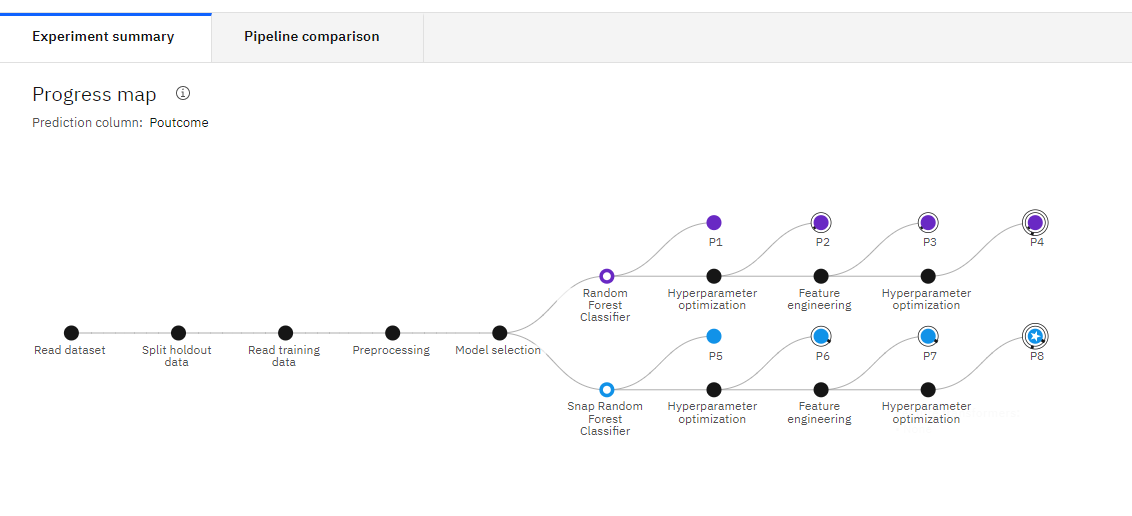 Experiment summary
Pipeline comparison
Progress map
Prediction column: Poutcome
P1
P2
P3
P4
Random
Forest
Classifier
Hyperparameter
optimization
Feature
engineering
Hyperparameter
optimization
Read dataset
Split holdout
data
Read training
data
Preprocessing
Model selection
P5
P6
P7
P8
Snap Random
Forest
Classifier
Hyperparameter
optimization
Feature
engineering
Hyperparameter
optimization